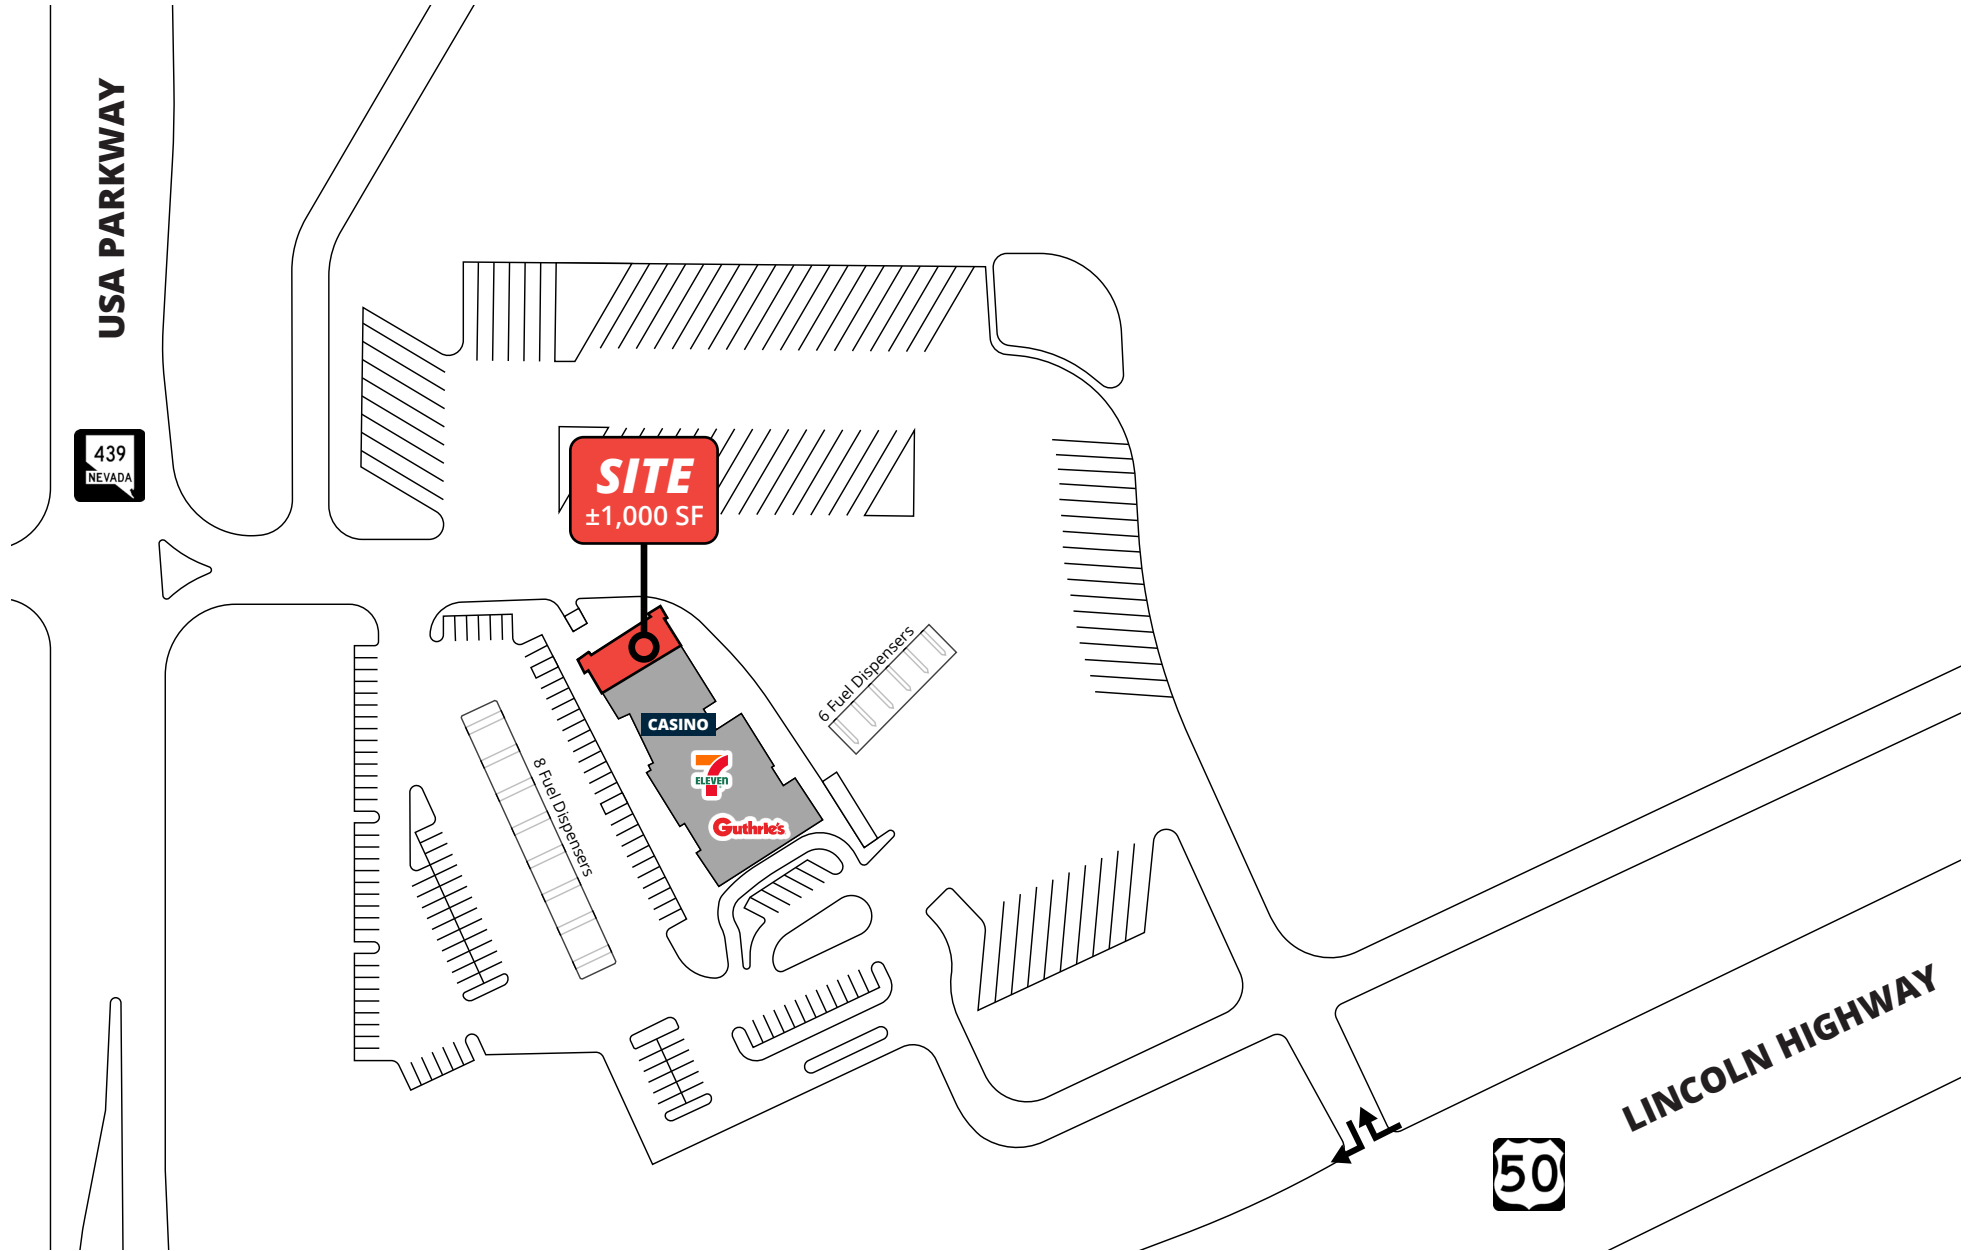 USA PARKWAY
439
NEVADA
SITE
±1,000 SF
6 Fuel Dispensers
8 Fuel Dispensers
CASINO
7
ELEVEn
Guthrie's
LINCOLN HIGHWAY
50